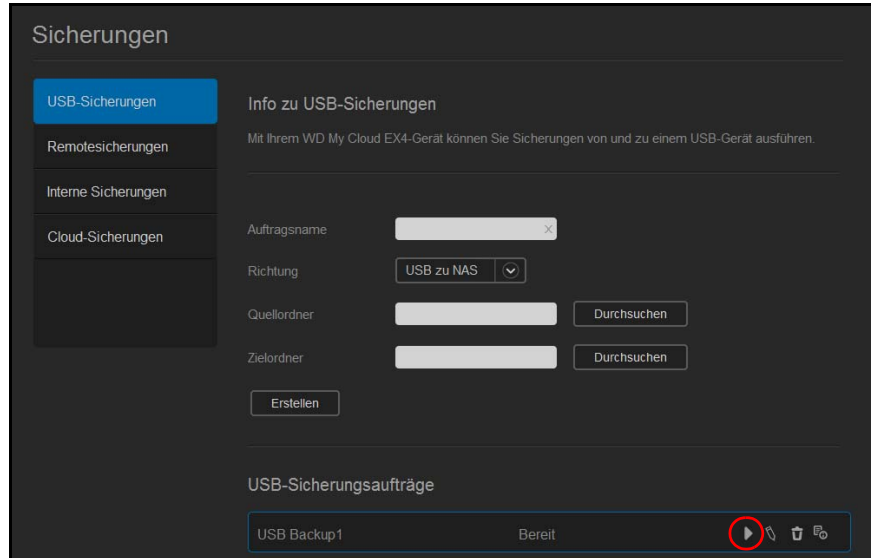 Sicherungen
USB-Sicherungen
Remotesicherungen
Interne Sicherungen
Cloud-Sicherungen
Info zu USB-Sicherungen
Mit Ihrem WD My Cloud EX4-Gerät können Sie Sicherungen von und zu einem USB-Gerät ausführen.
Auftragsname X
Richtung USB zu NAS
Quellordner Durchsuchen
Zielordner Durchsuchen
Erstellen
USB-Sicherungsaufträge
USB Backup1 Bereit